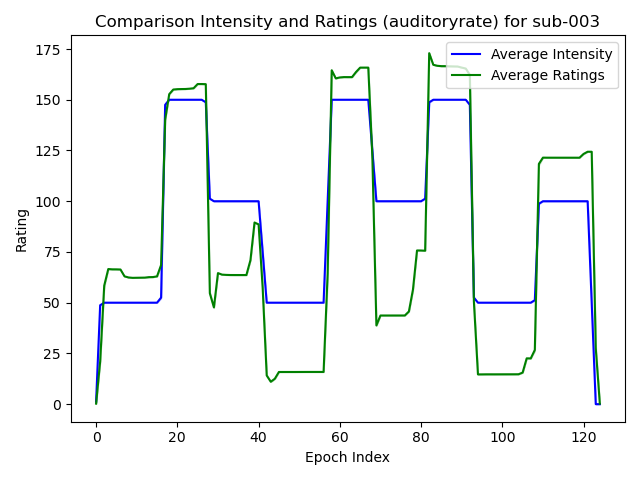 Comparison Intensity and Ratings (auditoryrate) for sub-003
Average Intensity
Average Ratings
Rating
175
150
125
100
75
50
25
0
0 20 40 60 80 100 120
Epoch Index